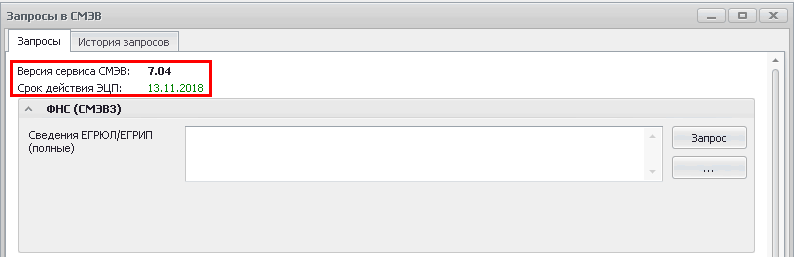 Запросы в СМЭВ
Запросы
История запросов
Версия сервиса СМЭВ: 7.04
Срок действия ЭЦП: 13.11.2018
ФНС (СМЭВ3)
Сведения ЕГРЮЛ/ЕГРИП
(полные)
Запрос
...